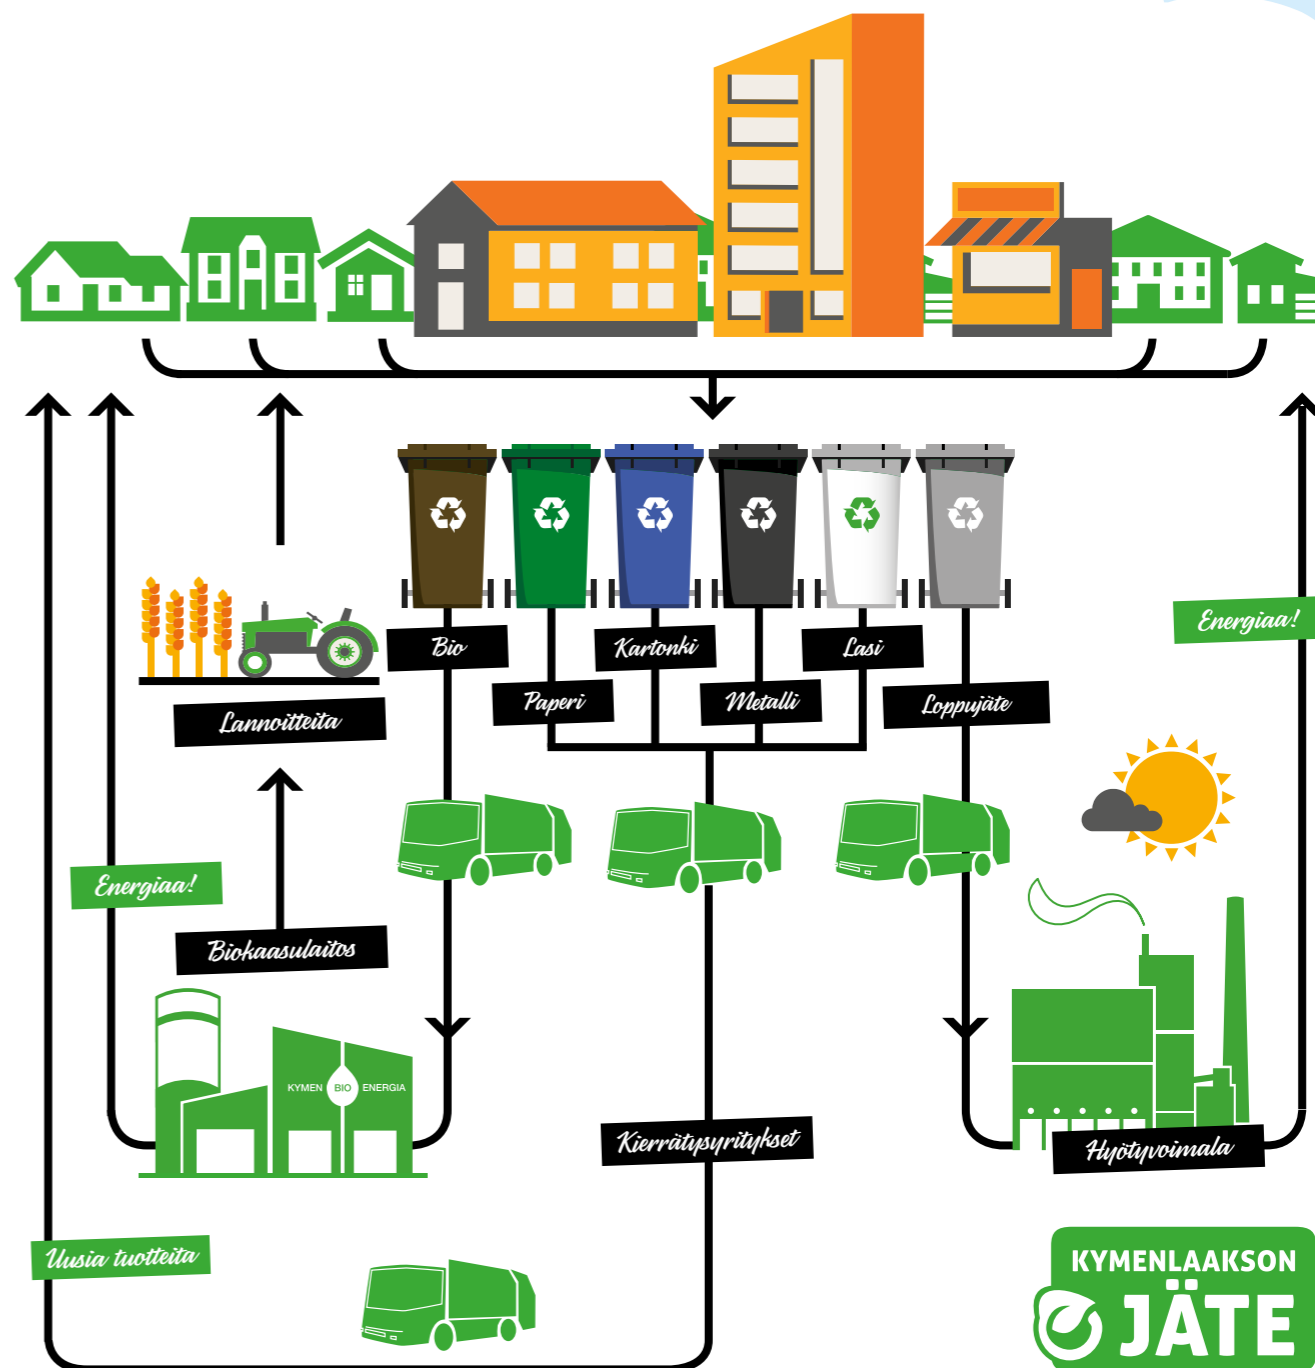 Bio
Kartonki
Lasi
Paperi
Metalli
Loppujäte
Energiaa!
Lannoitteita
Energiaa!
Biokaasulaitos
KYMEN BIO ENERGIA
Kierrätysyritykset
Hyötyvoimala
Uusia tuotteita
KYMENLAAKSON
JÄTE